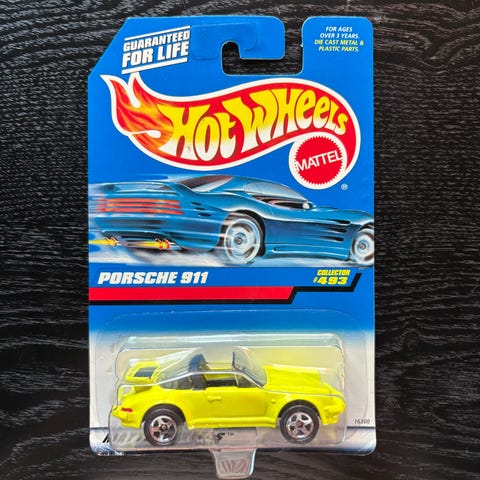 GUARANTEED
FOR LIFE
FOR AGES
OVER 3 YEARS.
DIE CAST METAL &
PLASTIC PARTS.
HOT WHEELS
MATTEL
®
PORSCHE 911
COLLECTOR
#493
16300